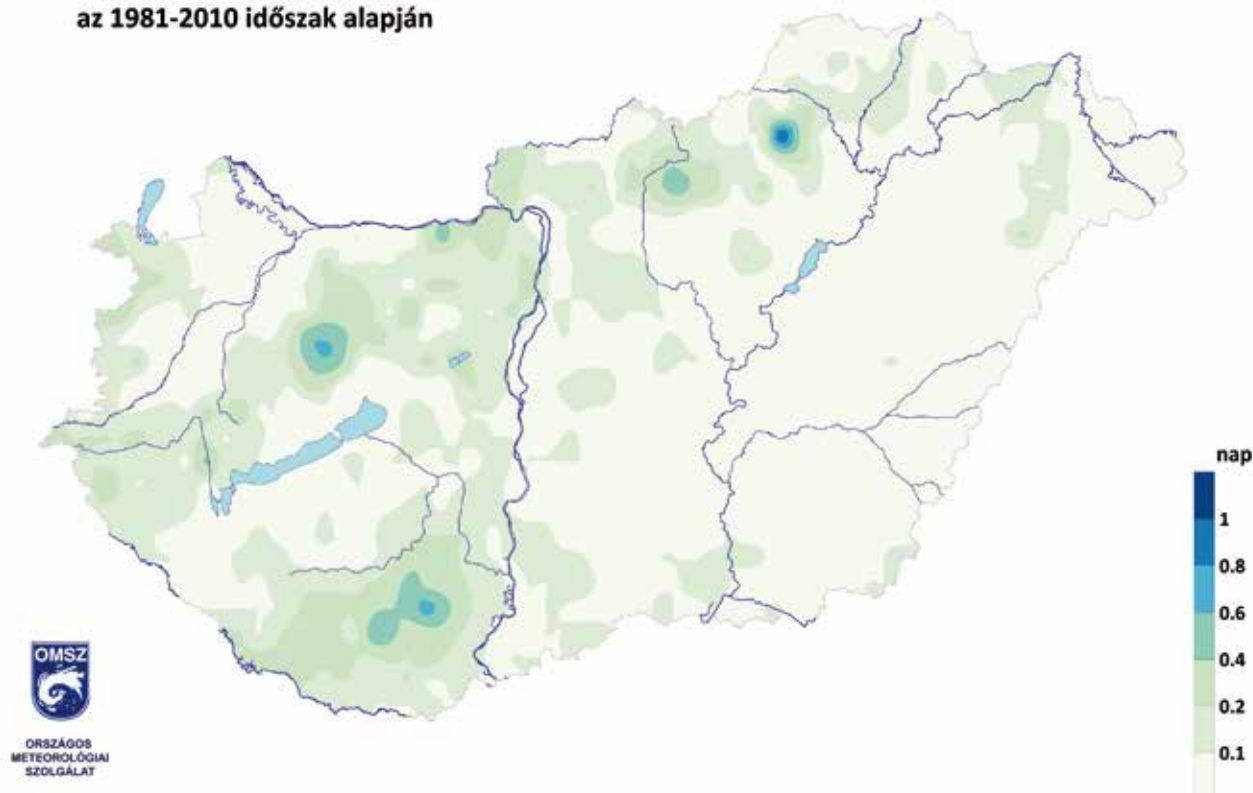 az 1981-2010 időszak alapján
nap
1
0.8
0.6
0.4
0.2
0.1
OMSZ
ORSZÁGOS
METEOROLÓGIAI
SZOLGÁLAT